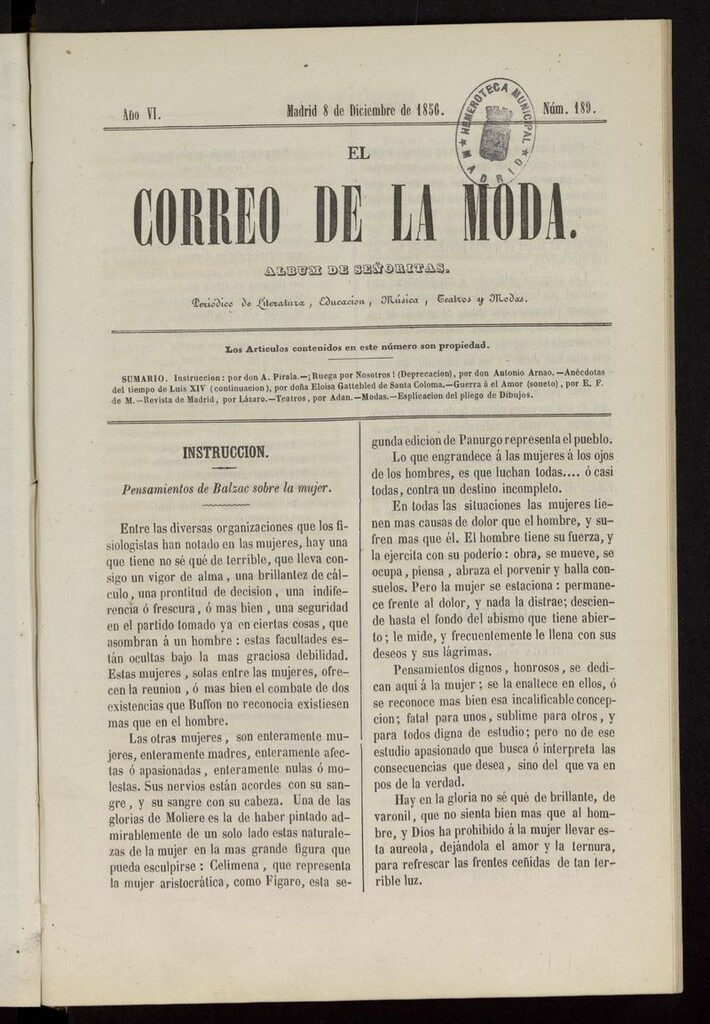 Año VI.
Madrid 8 de Diciembre de 1856.
Núm. 189.
HEMEROTECA MUNICIPAL
★ MADRID ★
EL
CORREO DE LA MODA.
ALBUM DE SEÑORITAS.
Periódico de Literatura, Educacion, Música, Teatros y Modas.
Los Artículos contenidos en este número son propiedad.
SUMARIO. Instruccion: por don A. Pirala.—¡Ruega por Nosotros! (Deprecacion), por don Antonio Arnao.—Anécdotas
del tiempo de Luis XIV (continuacion), por doña Eloisa Gattebled de Santa Coloma.—Guerra á el Amor (soneto), por E. F.
de M.—Revista de Madrid, por Lázaro.—Teatros, por Adan.—Modas.—Esplicacion del pliego de Dibujos.
INSTRUCCION.
Pensamientos de Balzac sobre la mujer.
Entre las diversas organizaciones que los fi-
siologistas han notado en las mujeres, hay una
que tiene no sé qué de terrible, que lleva con-
sigo un vigor de alma, una brillantez de cál-
culo, una prontitud de decision, una indife-
rencia ó frescura, ó mas bien, una seguridad
en el partido tomado ya en ciertas cosas, que
asombran á un hombre: estas facultades es-
tán ocultas bajo la mas graciosa debilidad.
Estas mujeres, solas entre las mujeres, ofre-
cen la reunion, ó mas bien el combate de dos
existencias que Buffon no reconocia existiesen
mas que en el hombre.
Las otras mujeres, son enteramente mu-
jeres, enteramente madres, enteramente afec-
tas ó apasionadas, enteramente nulas ó mo-
lestas. Sus nervios están acordes con su san-
gre, y su sangre con su cabeza. Una de las
glorias de Moliere es la de haber pintado ad-
mirablemente de un solo lado estas naturale-
zas de la mujer en la mas grande figura que
pueda esculpirse: Celimena, que representa
la mujer aristocrática, como Fígaro, esta se-
gunda edicion de Panurgo representa el pueblo.
Lo que engrandece á las mujeres á los ojos
de los hombres, es que luchan todas.... ó casi
todas, contra un destino incompleto.
En todas las situaciones las mujeres tie-
nen mas causas de dolor que el hombre, y su-
fren mas que él. El hombre tiene su fuerza, y
la ejercita con su poderío: obra, se mueve, se
ocupa, piensa, abraza el porvenir y halla con-
suelos. Pero la mujer se estaciona: permane-
ce frente al dolor, y nada la distrae; descien-
de hasta el fondo del abismo que tiene abier-
to; le mide, y frecuentemente le llena con sus
deseos y sus lágrimas.
Pensamientos dignos, honrosos, se dedi-
can aquí á la mujer; se la enaltece en ellos, ó
se reconoce mas bien esa incalificable concep-
cion; fatal para unos, sublime para otros, y
para todos digna de estudio; pero no de ese
estudio apasionado que busca ó interpreta las
consecuencias que desea, sino del que va en
pos de la verdad.
Hay en la gloria no sé qué de brillante, de
varonil, que no sienta bien mas que al hom-
bre, y Dios ha prohibido á la mujer llevar es-
ta aureola, dejándola el amor y la ternura,
para refrescar las frentes ceñidas de tan ter-
rible luz.